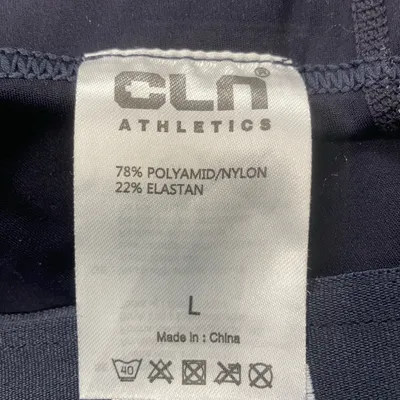 CLN®
ATHLETICS
78% POLYAMID/NYLON
22% ELASTAN
L
Made in : China
40